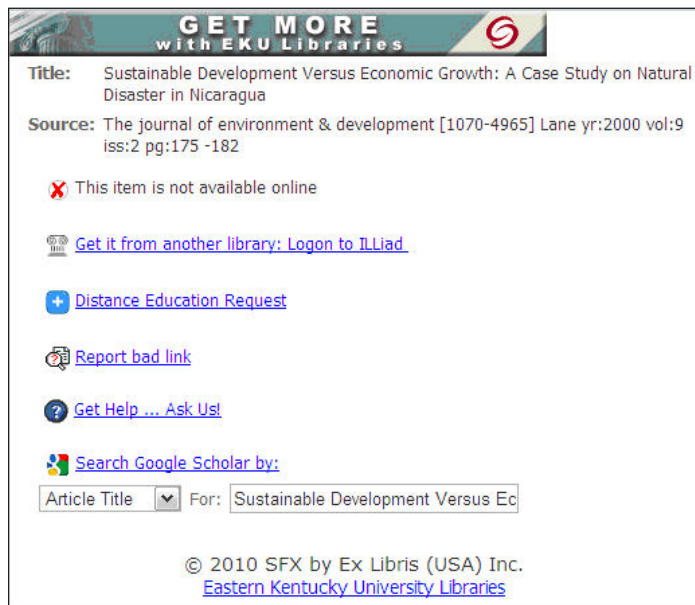 GET MORE
with EKU Libraries
Title: Sustainable Development Versus Economic Growth: A Case Study on Natural
Disaster in Nicaragua
Source: The journal of environment & development [1070-4965] Lane yr:2000 vol:9
iss:2 pg:175 -182
This item is not available online
Get it from another library: Logon to ILLiad
Distance Education Request
Report bad link
Get Help ... Ask Us!
Search Google Scholar by:
Article Title For: Sustainable Development Versus Ec
© 2010 SFX by Ex Libris (USA) Inc.
Eastern Kentucky University Libraries